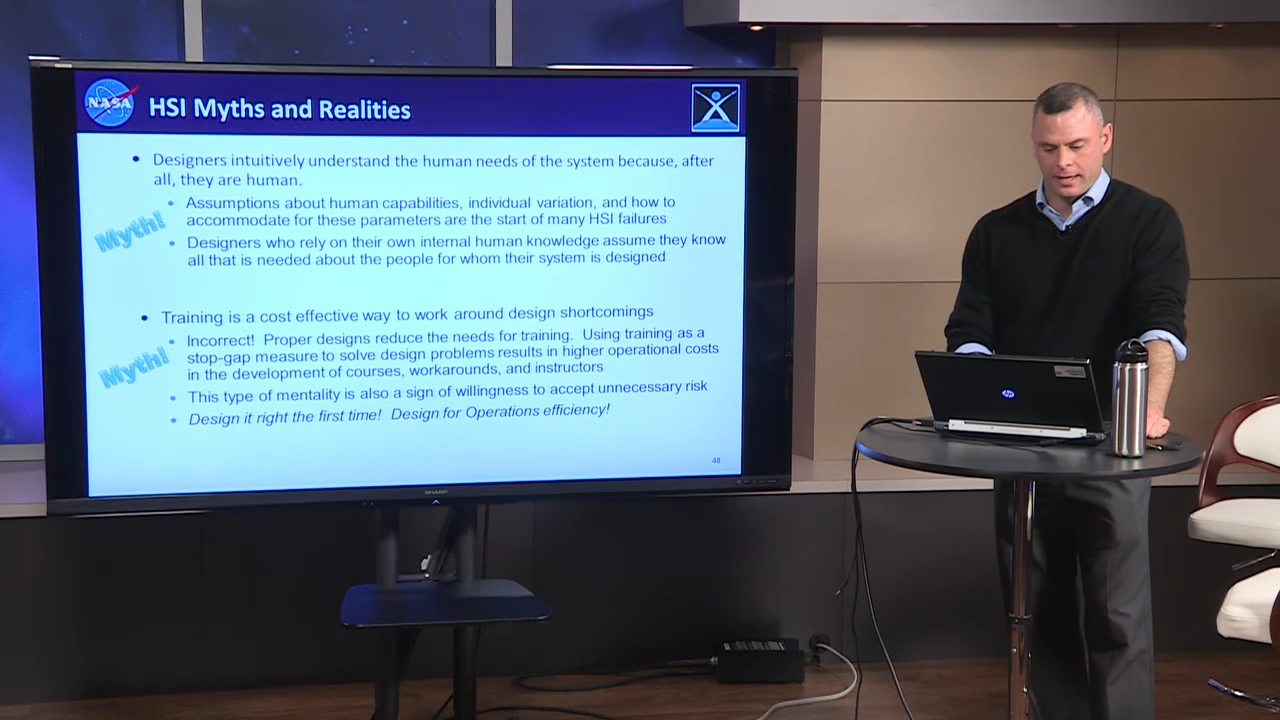 NASA
HSI Myths and Realities
• Designers intuitively understand the human needs of the system because, after
all, they are human.
• Assumptions about human capabilities, individual variation, and how to
accommodate for these parameters are the start of many HSI failures
Myth!
• Designers who rely on their own internal human knowledge assume they know
all that is needed about the people for whom their system is designed
• Training is a cost effective way to work around design shortcomings
• Incorrect! Proper designs reduce the needs for training. Using training as a
stop-gap measure to solve design problems results in higher operational costs
in the development of courses, workarounds, and instructors
Myth!
• This type of mentality is also a sign of willingness to accept unnecessary risk
• Design it right the first time! Design for Operations efficiency!
48
SHARP
hp